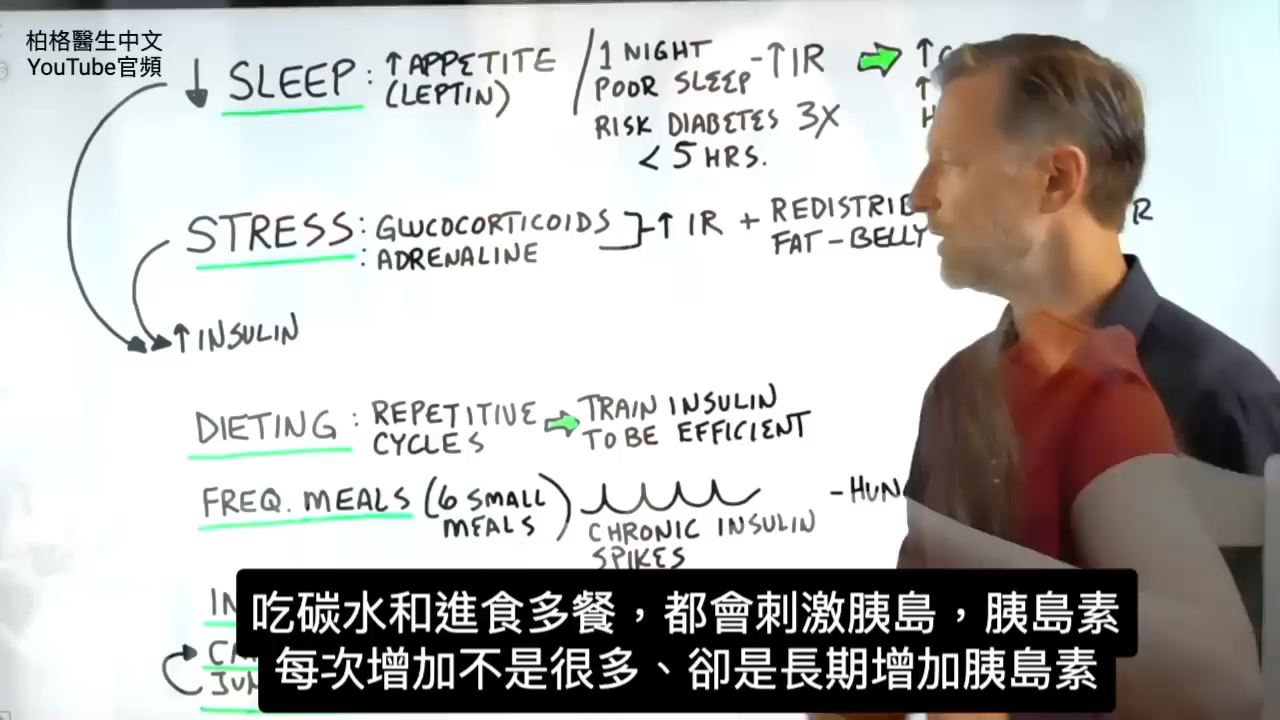 柏格醫生中文
YouTube官頻
↓ SLEEP : ↑ APPETITE (LEPTIN)
1 NIGHT POOR SLEEP - ↑ IR
RISK DIABETES 3X
< 5 HRS.
STRESS : GLUCOCORTICOIDS
: ADRENALINE
↑ IR + 
FAT - BELLY
↑ INSULIN
DIETING : REPETITIVE CYCLES
TRAIN INSULIN TO BE EFFICIENT
FREQ. MEALS (6 SMALL MEALS)
CHRONIC INSULIN SPIKES
吃碳水和進食多餐，都會刺激胰島，胰島素
每次增加不是很多、卻是長期增加胰島素